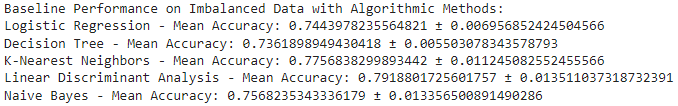 Baseline Performance on Imbalanced Data with Algorithmic Methods:
Logistic Regression - Mean Accuracy: 0.7443978235564821 ± 0.006956852424504566
Decision Tree - Mean Accuracy: 0.7361898949430418 ± 0.005503078343578793
K-Nearest Neighbors - Mean Accuracy: 0.7756838299893442 ± 0.011245082552455566
Linear Discriminant Analysis - Mean Accuracy: 0.7918801725601757 ± 0.013511037318732391
Naive Bayes - Mean Accuracy: 0.7568235343336179 ± 0.013356500891490286